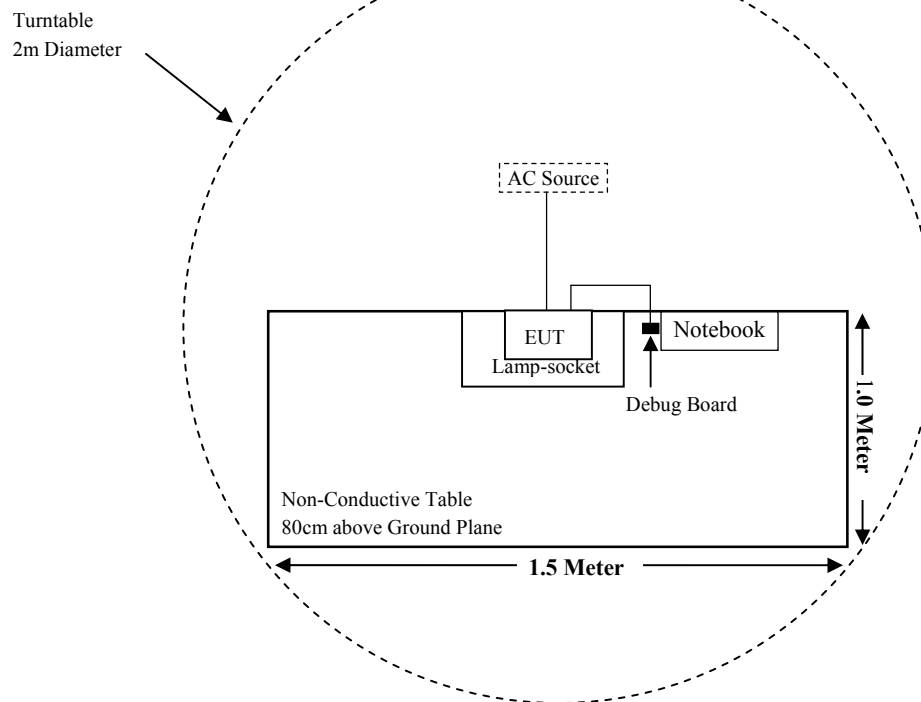 Turntable
2m Diameter
AC Source
EUT
Notebook
Lamp-socket
Debug Board
1.0 Meter
Non-Conductive Table
80cm above Ground Plane
1.5 Meter